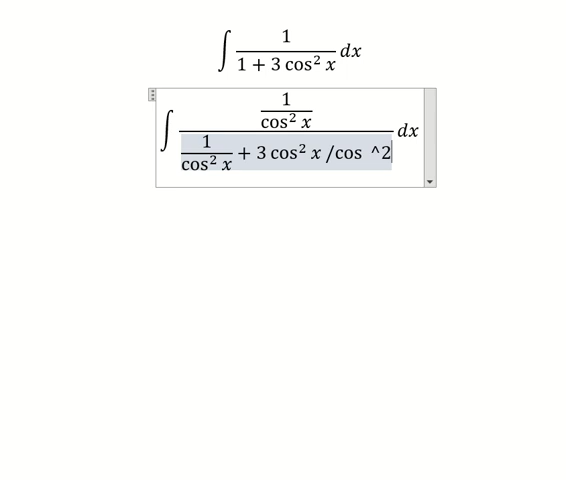 ∫ 1/(1 + 3 cos² x) dx
∫ (1/cos² x)/(1/cos² x + 3 cos² x /cos ^2) dx